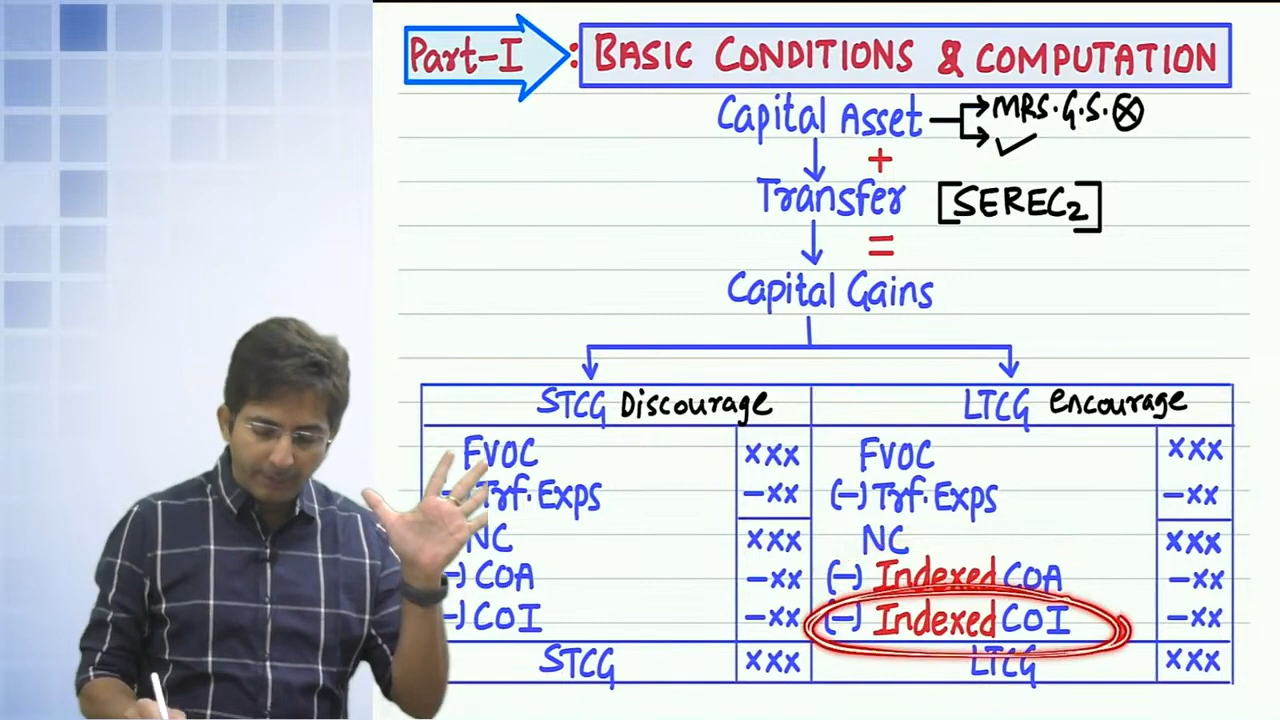 Part-I : BASIC CONDITIONS & COMPUTATION
Capital Asset → MRS.G.S. ⊗
→ ✓
+
Transfer [SEREC2]
=
Capital Gains
STCG Discourage
FVOC xxx
Trf. Exps -xx
NC xxx
(-) COA -xx
(-) COI -xx
STCG xxx
LTCG encourage
FVOC xxx
(-) Trf. Exps -xx
NC xxx
(-) Indexed COA -xx
(-) Indexed COI -xx
LTCG xxx